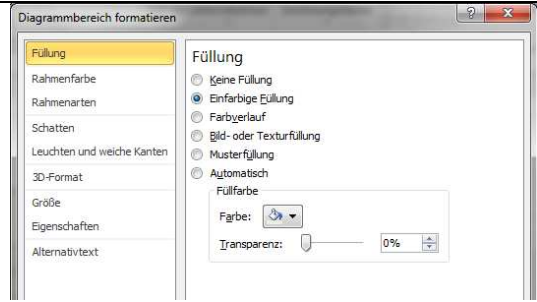 Diagrammbereich formatieren
Füllung
Rahmenfarbe
Rahmenarten
Schatten
Leuchten und weiche Kanten
3D-Format
Größe
Eigenschaften
Alternativtext
Füllung
Keine Füllung
Einfarbige Füllung
Farbverlauf
Bild- oder Texturfüllung
Musterfüllung
Automatisch
Füllfarbe
Farbe:
Transparenz: 0%